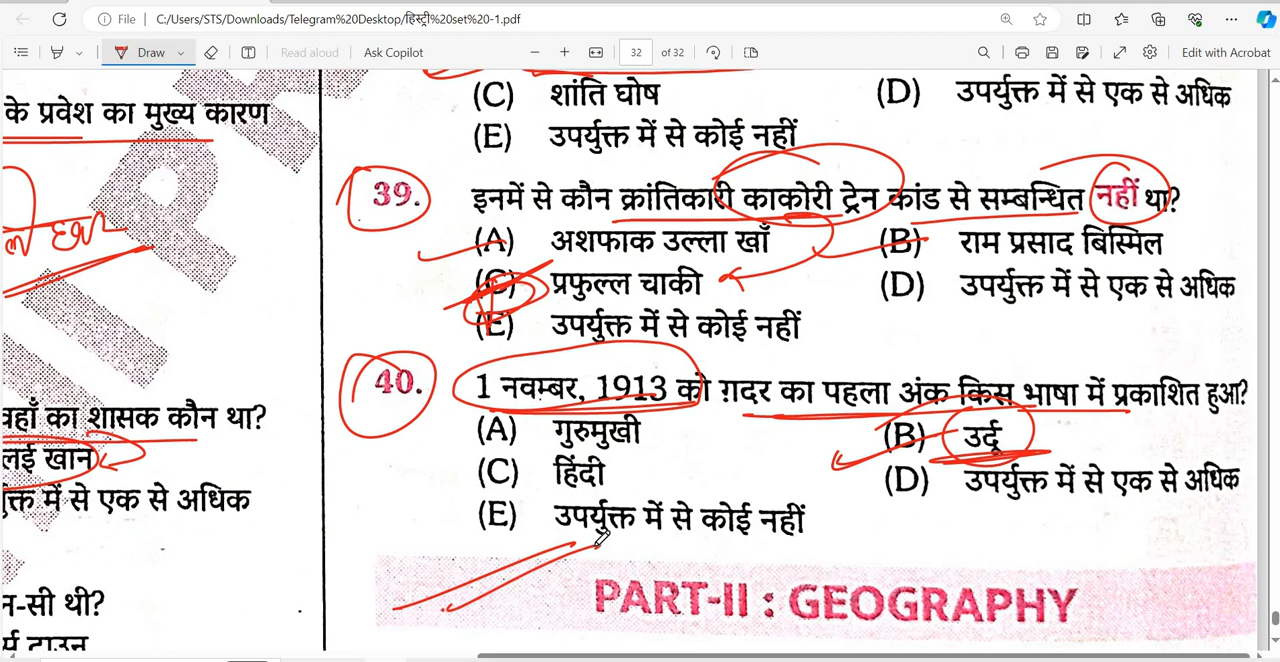 File
C:/Users/STS/Downloads/Telegram%20Desktop/हिस्ट्री%20set%20-1.pdf
Draw
Read aloud
Ask Copilot
32 of 32
Edit with Acrobat
के प्रवेश का मुख्य कारण
वहाँ का शासक कौन था?
लई खान
क्त में से एक से अधिक
न-सी थी?
र्म टाउन
(C) शांति घोष (D) उपर्युक्त में से एक से अधिक
(E) उपर्युक्त में से कोई नहीं
39. इनमें से कौन क्रांतिकारी काकोरी ट्रेन कांड से सम्बन्धित नहीं था?
(A) अशफाक उल्ला खाँ (B) राम प्रसाद बिस्मिल
(C) प्रफुल्ल चाकी (D) उपर्युक्त में से एक से अधिक
(E) उपर्युक्त में से कोई नहीं
40. 1 नवम्बर, 1913 को ग़दर का पहला अंक किस भाषा में प्रकाशित हुआ?
(A) गुरुमुखी (B) उर्दू
(C) हिंदी (D) उपर्युक्त में से एक से अधिक
(E) उपर्युक्त में से कोई नहीं
PART-II : GEOGRAPHY